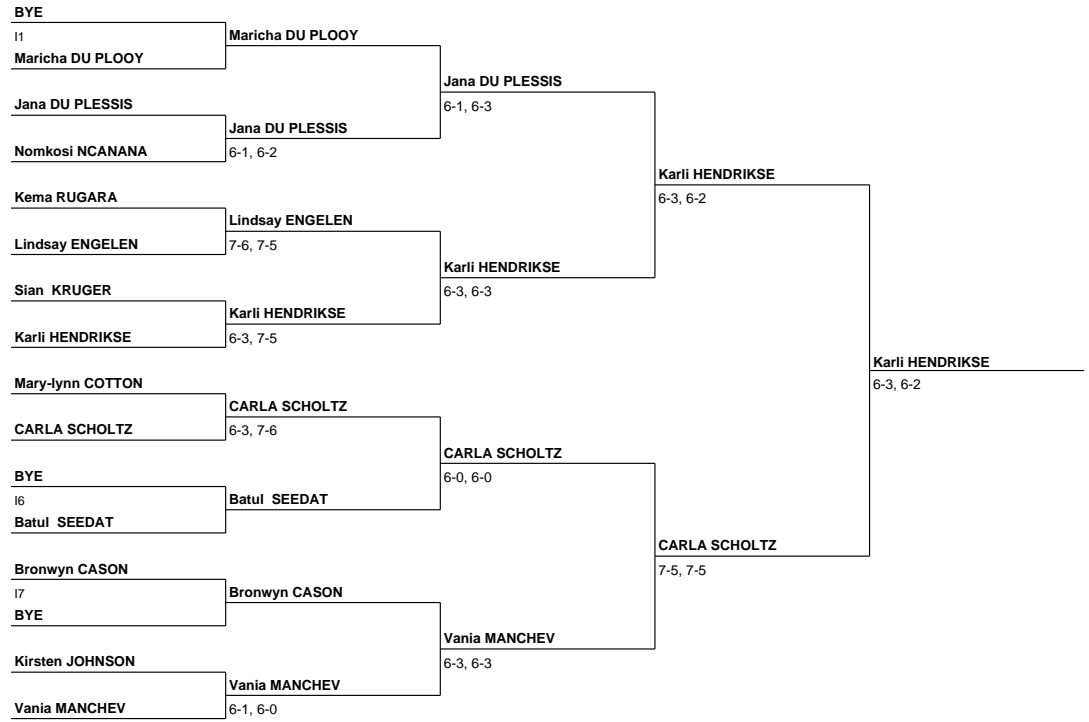 BYE
I1
Maricha DU PLOOY
Jana DU PLESSIS
Nomkosi NCANANA
Kema RUGARA
Lindsay ENGELEN
Sian  KRUGER
Karli HENDRIKSE
Mary-lynn COTTON
CARLA SCHOLTZ
BYE
I6
Batul  SEEDAT
Bronwyn CASON
I7
BYE
Kirsten JOHNSON
Vania MANCHEV
Maricha DU PLOOY
Jana DU PLESSIS
6-1, 6-2
Lindsay ENGELEN
7-6, 7-5
Karli HENDRIKSE
6-3, 7-5
CARLA SCHOLTZ
6-3, 7-6
Batul  SEEDAT
Bronwyn CASON
Vania MANCHEV
6-1, 6-0
Jana DU PLESSIS
6-1, 6-3
Karli HENDRIKSE
6-3, 6-3
CARLA SCHOLTZ
6-0, 6-0
Vania MANCHEV
6-3, 6-3
Karli HENDRIKSE
6-3, 6-2
CARLA SCHOLTZ
7-5, 7-5
Karli HENDRIKSE
6-3, 6-2